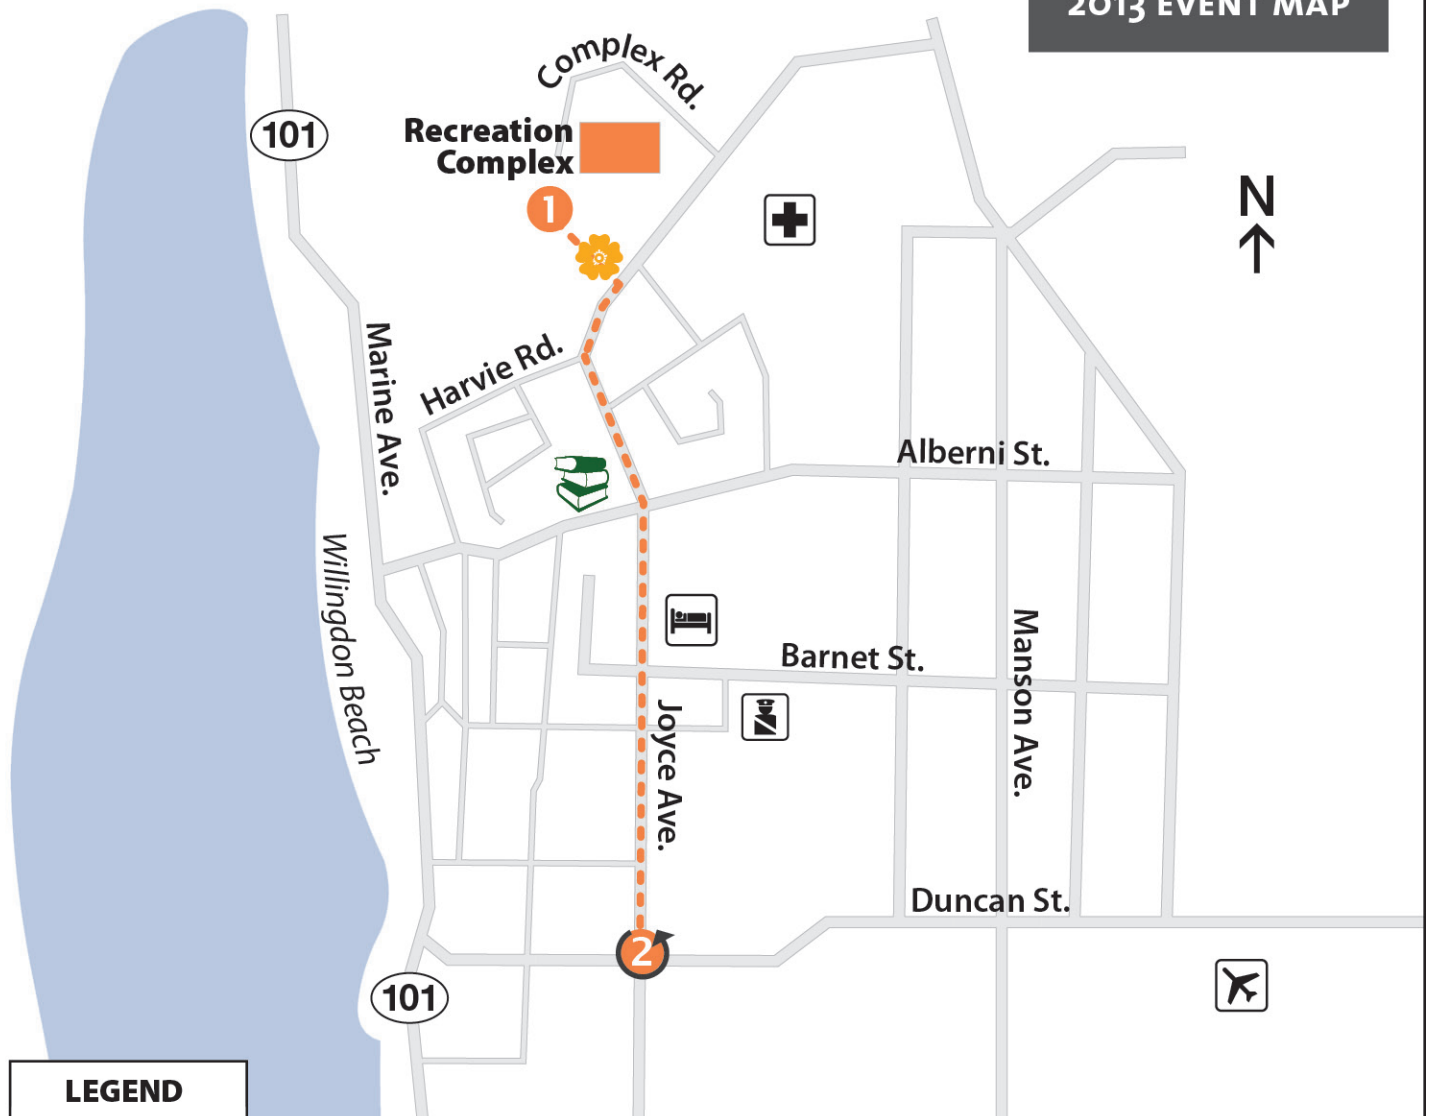 2013 EVENT MAP
Complex Rd.
101
Recreation
Complex
1
N
Harvie Rd.
Marine Ave.
Alberni St.
Willingdon Beach
Barnet St.
Manson Ave.
Joyce Ave.
Duncan St.
2
101
LEGEND